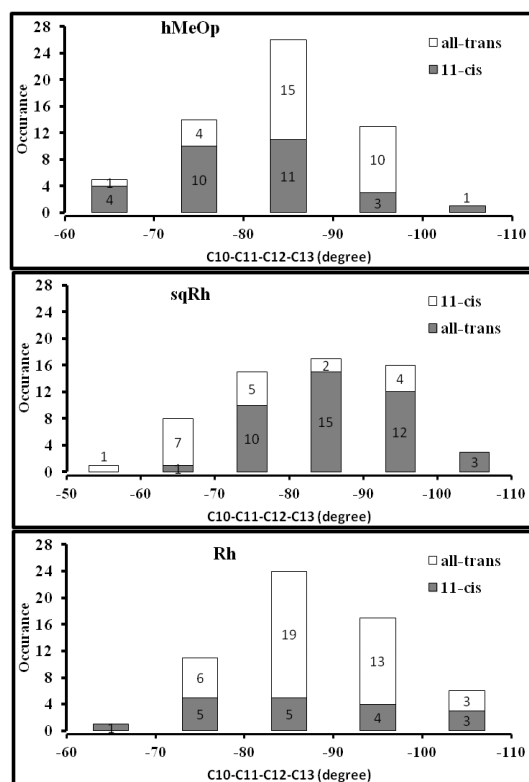 hMeOp
all-trans
11-cis
Occurance
28
24
20
16
12
8
4
0
1
4
4
10
15
11
10
3
1
-60 -70 -80 -90 -100 -110
C10-C11-C12-C13 (degree)
sqRh
11-cis
all-trans
Occurance
28
24
20
16
12
8
4
0
1
7
1
5
10
2
15
4
12
3
-50 -60 -70 -80 -90 -100 -110
C10-C11-C12-C13 (degree)
Rh
all-trans
11-cis
Occurance
28
24
20
16
12
8
4
0
1
6
5
19
5
13
4
3
3
-60 -70 -80 -90 -100 -110
C10-C11-C12-C13 (degree)